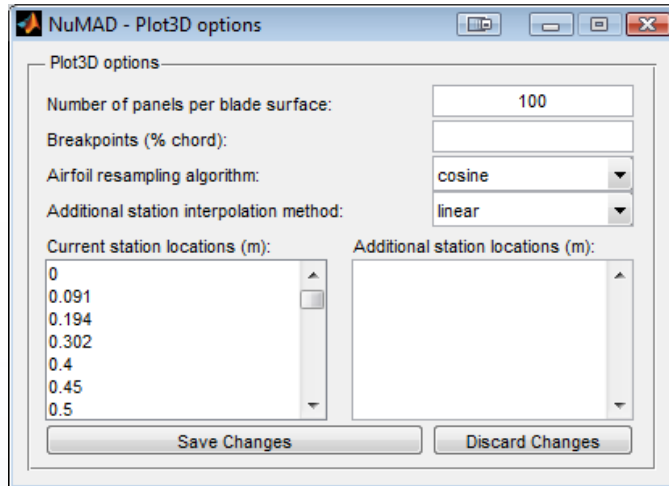 NuMAD - Plot3D options
Plot3D options
Number of panels per blade surface: 100
Breakpoints (% chord):
Airfoil resampling algorithm: cosine
Additional station interpolation method: linear
Current station locations (m): Additional station locations (m):
0
0.091
0.194
0.302
0.4
0.45
0.5
Save Changes Discard Changes